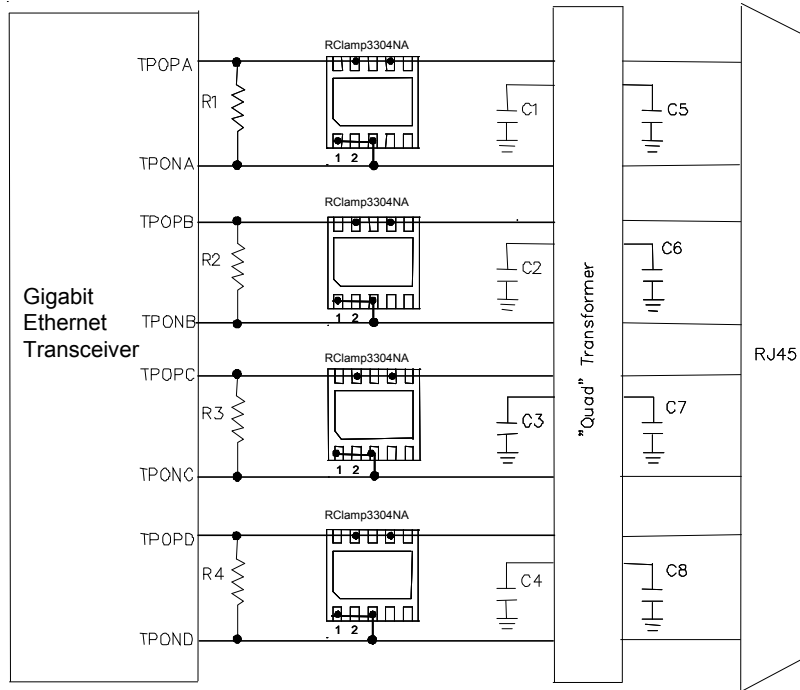 RClamp3304NA
TPOPA
R1
C1
C5
1 2
TPONA
RClamp3304NA
TPOPB
R2
C2
C6
1 2
TPONB
Gigabit
Ethernet
Transceiver
"Quad" Transformer
RJ45
RClamp3304NA
TPOPC
R3
C3
C7
1 2
TPONC
RClamp3304NA
TPOPD
R4
C4
C8
1 2
TPOND